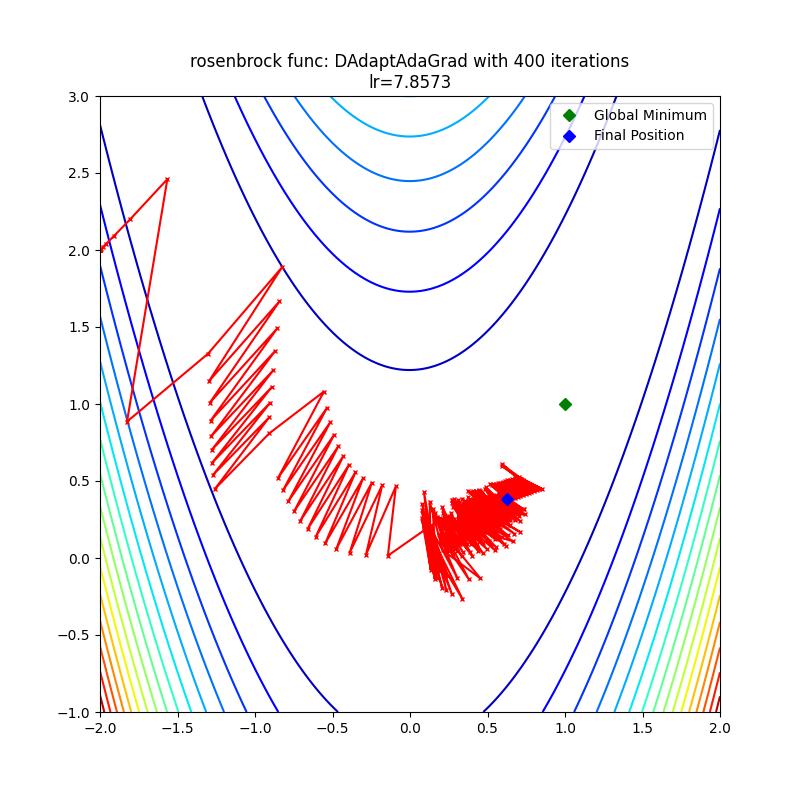 rosenbrock func: DAdaptAdaGrad with 400 iterations
lr=7.8573
Global Minimum
Final Position
3.0
2.5
2.0
1.5
1.0
0.5
0.0
−0.5
−1.0
−2.0 −1.5 −1.0 −0.5 0.0 0.5 1.0 1.5 2.0